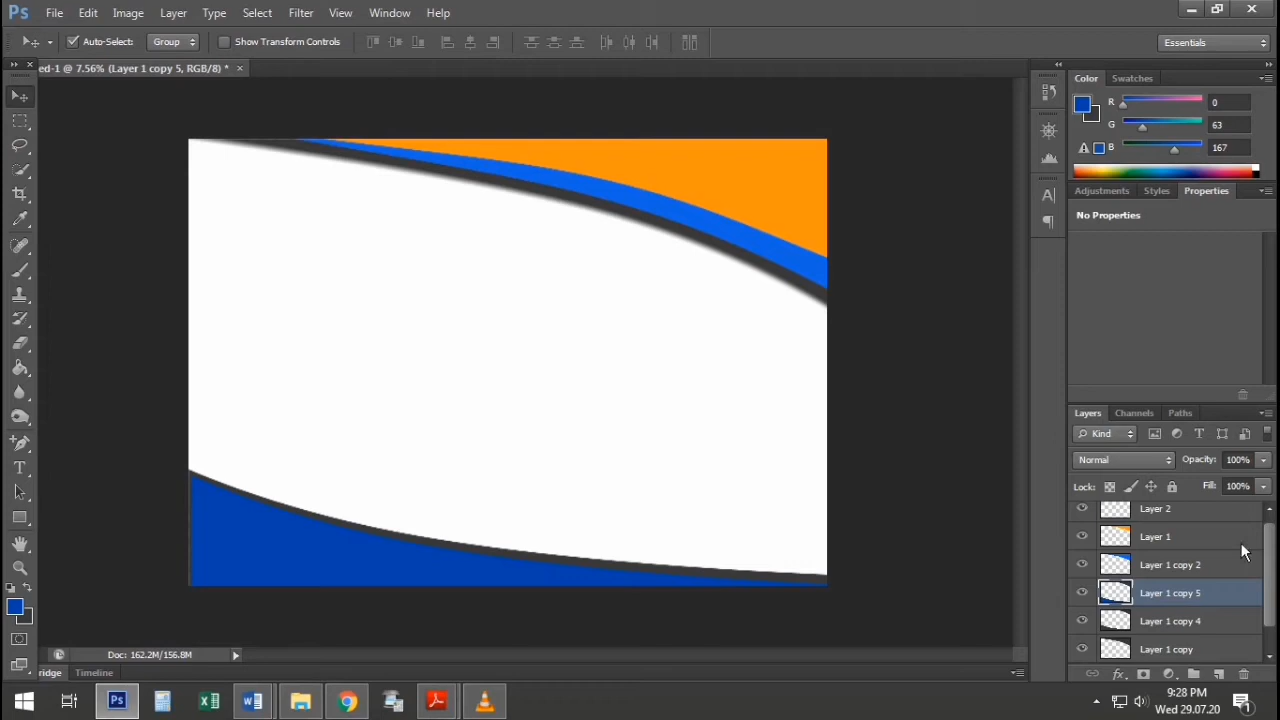 Ps File Edit Image Layer Type Select Filter View Window Help
Auto-Select: Group Show Transform Controls Essentials
ed-1 @ 7.56% (Layer 1 copy 5, RGB/8) * ×
Color Swatches
R 0
G 63
B 167
Adjustments Styles Properties
No Properties
Layers Channels Paths
Kind
Normal Opacity: 100%
Lock: Fill: 100%
Layer 2
Layer 1
Layer 1 copy 2
Layer 1 copy 5
Layer 1 copy 4
Layer 1 copy
Doc: 162.2M/156.8M
ridge Timeline
9:28 PM
Wed 29.07.20